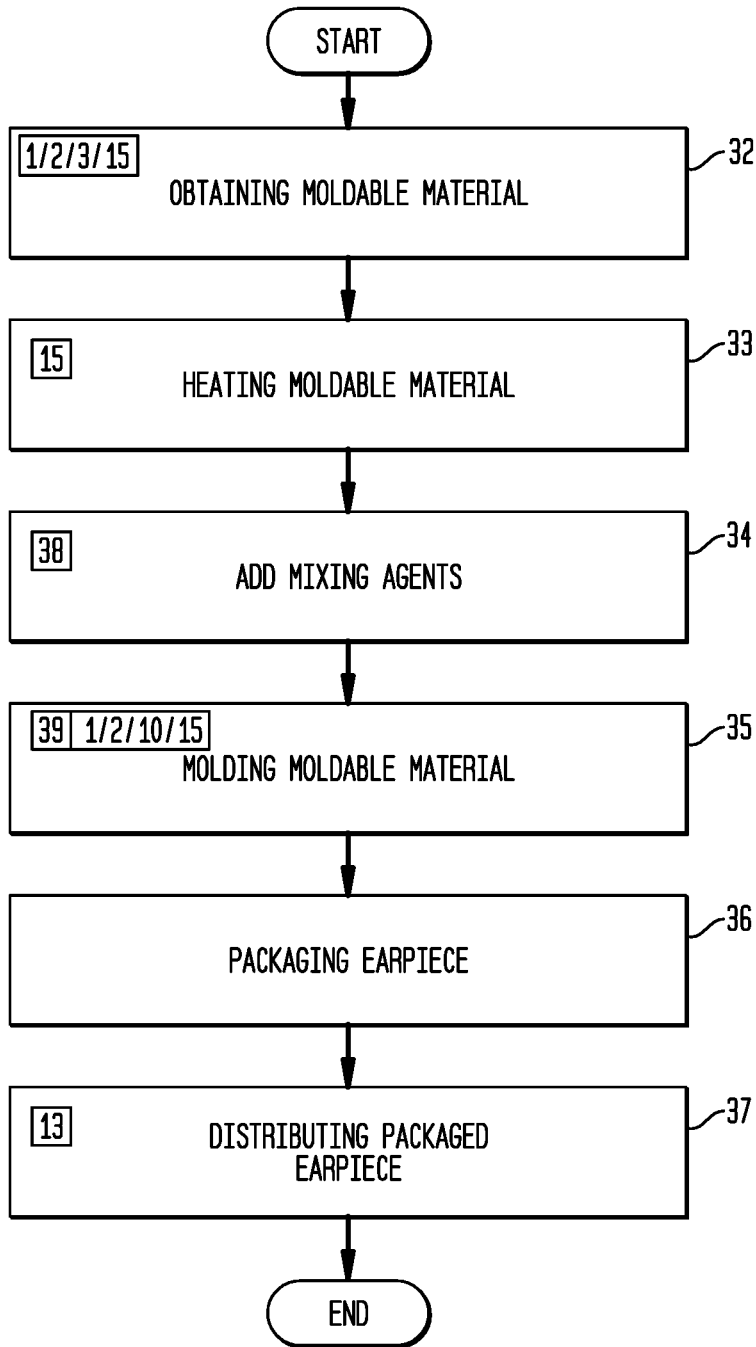 START
1/2/3/15
OBTAINING MOLDABLE MATERIAL
32
15
HEATING MOLDABLE MATERIAL
33
38
ADD MIXING AGENTS
34
39 1/2/10/15
MOLDING MOLDABLE MATERIAL
35
PACKAGING EARPIECE
36
13
DISTRIBUTING PACKAGED
EARPIECE
37
END